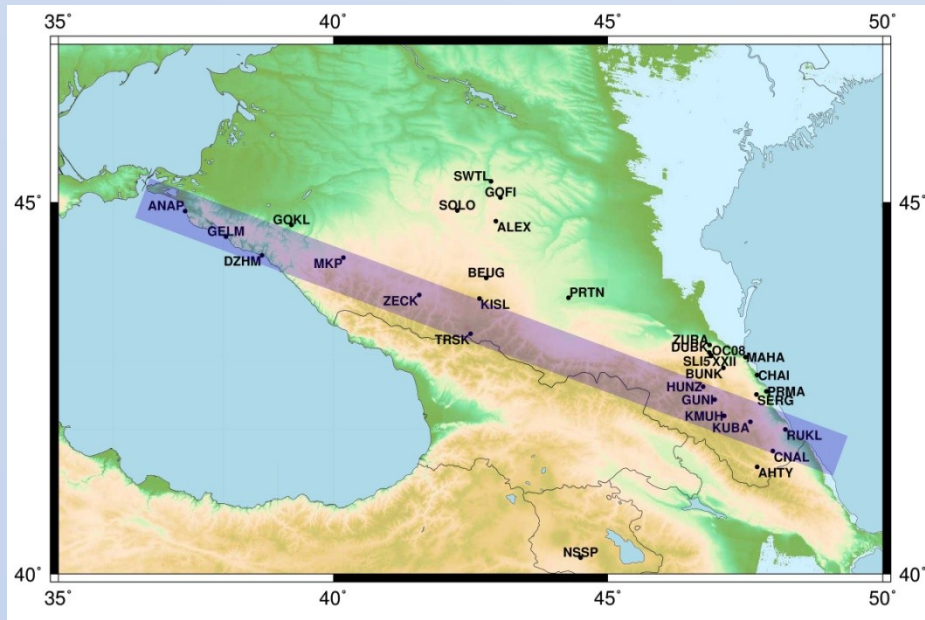 35° 40° 45° 50°
45° 45°
40° 40°
35° 40° 45° 50°
SWTL
GOFI
SOLO
ANAP
GOKL
ALEX
GELM
DZHM
MKP
BEUG
ZECK
KISL
PRTN
TRSK
ZURA
DUBK
OC08
MAHA
SLI5
XXII
BUNK
CHAI
HUNZ
PRMA
GUNI
SERG
KMUH
KUBA
RUKL
CNAL
AHTY
NSSP